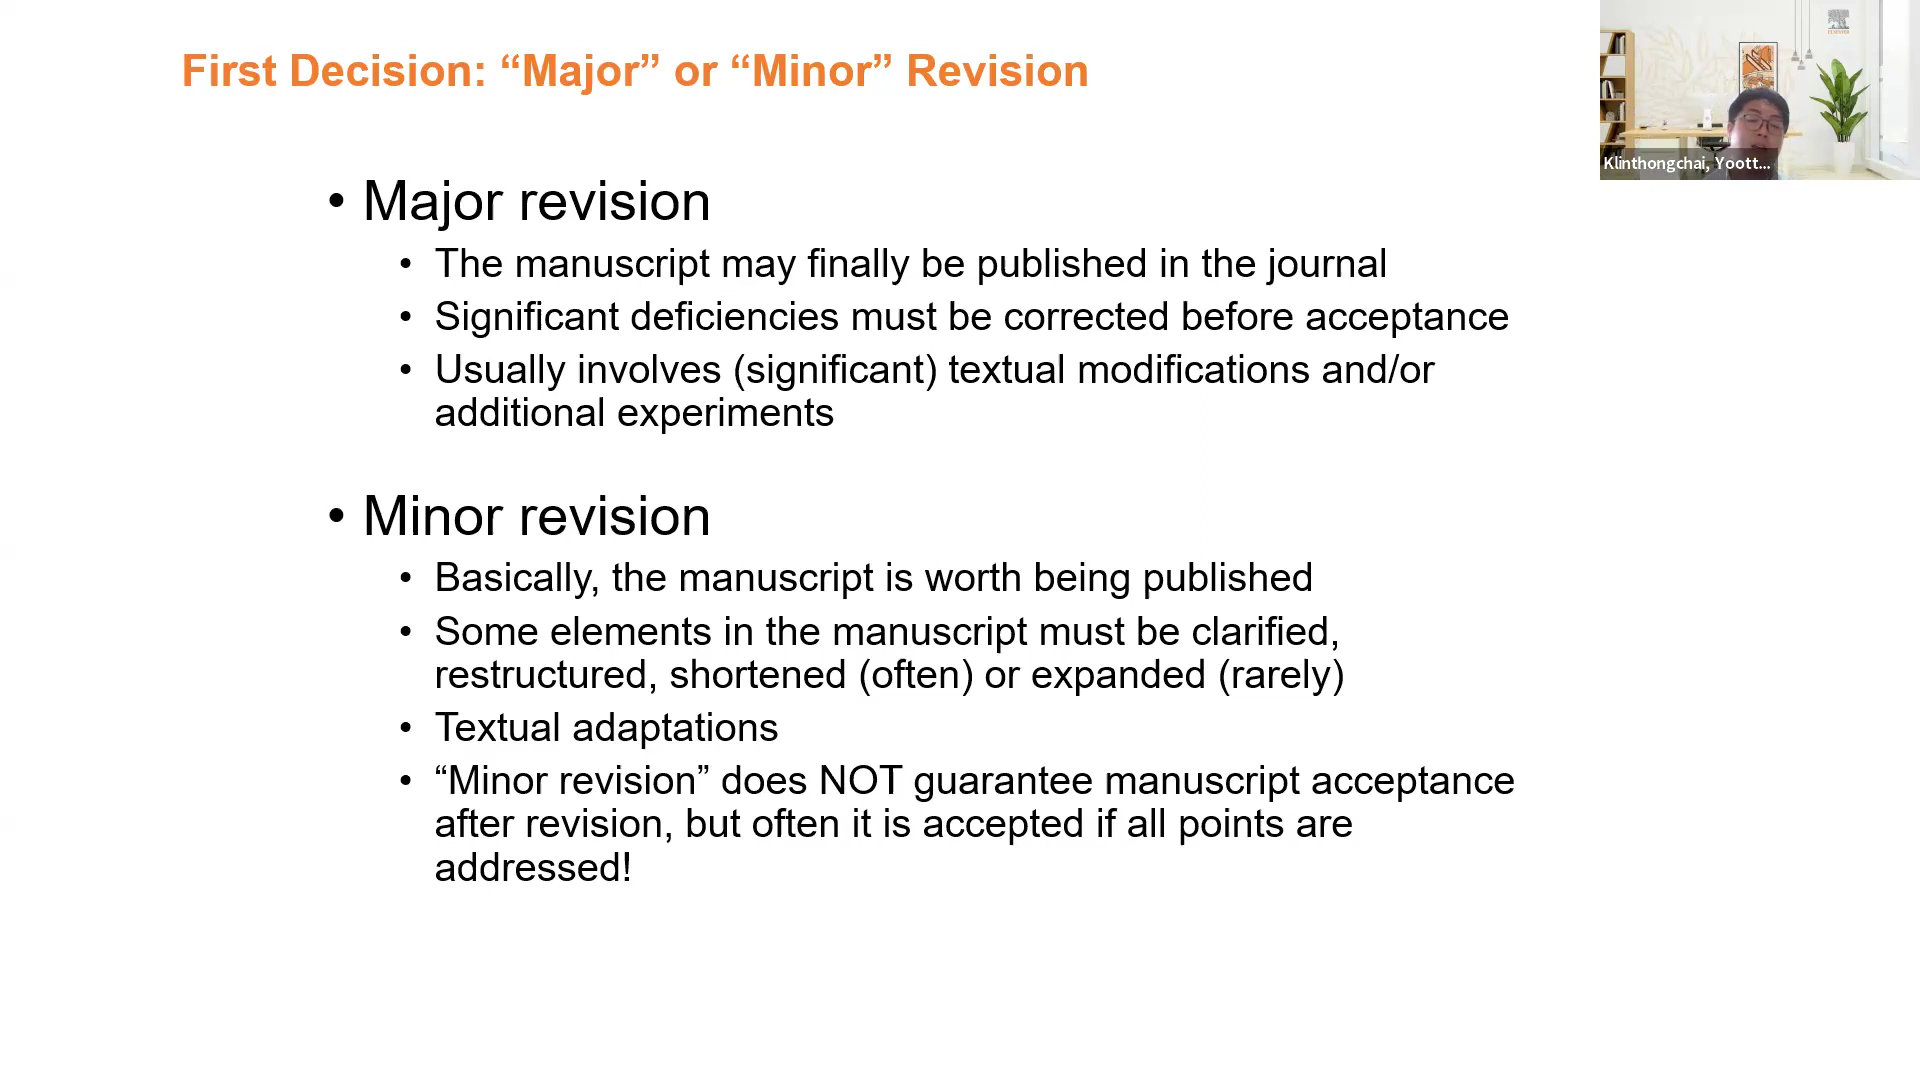 First Decision: “Major” or “Minor” Revision
• Major revision
• The manuscript may finally be published in the journal
• Significant deficiencies must be corrected before acceptance
• Usually involves (significant) textual modifications and/or
additional experiments
• Minor revision
• Basically, the manuscript is worth being published
• Some elements in the manuscript must be clarified,
restructured, shortened (often) or expanded (rarely)
• Textual adaptations
• “Minor revision” does NOT guarantee manuscript acceptance
after revision, but often it is accepted if all points are
addressed!
Klinthongchai, Yoott...
ELSEVIER